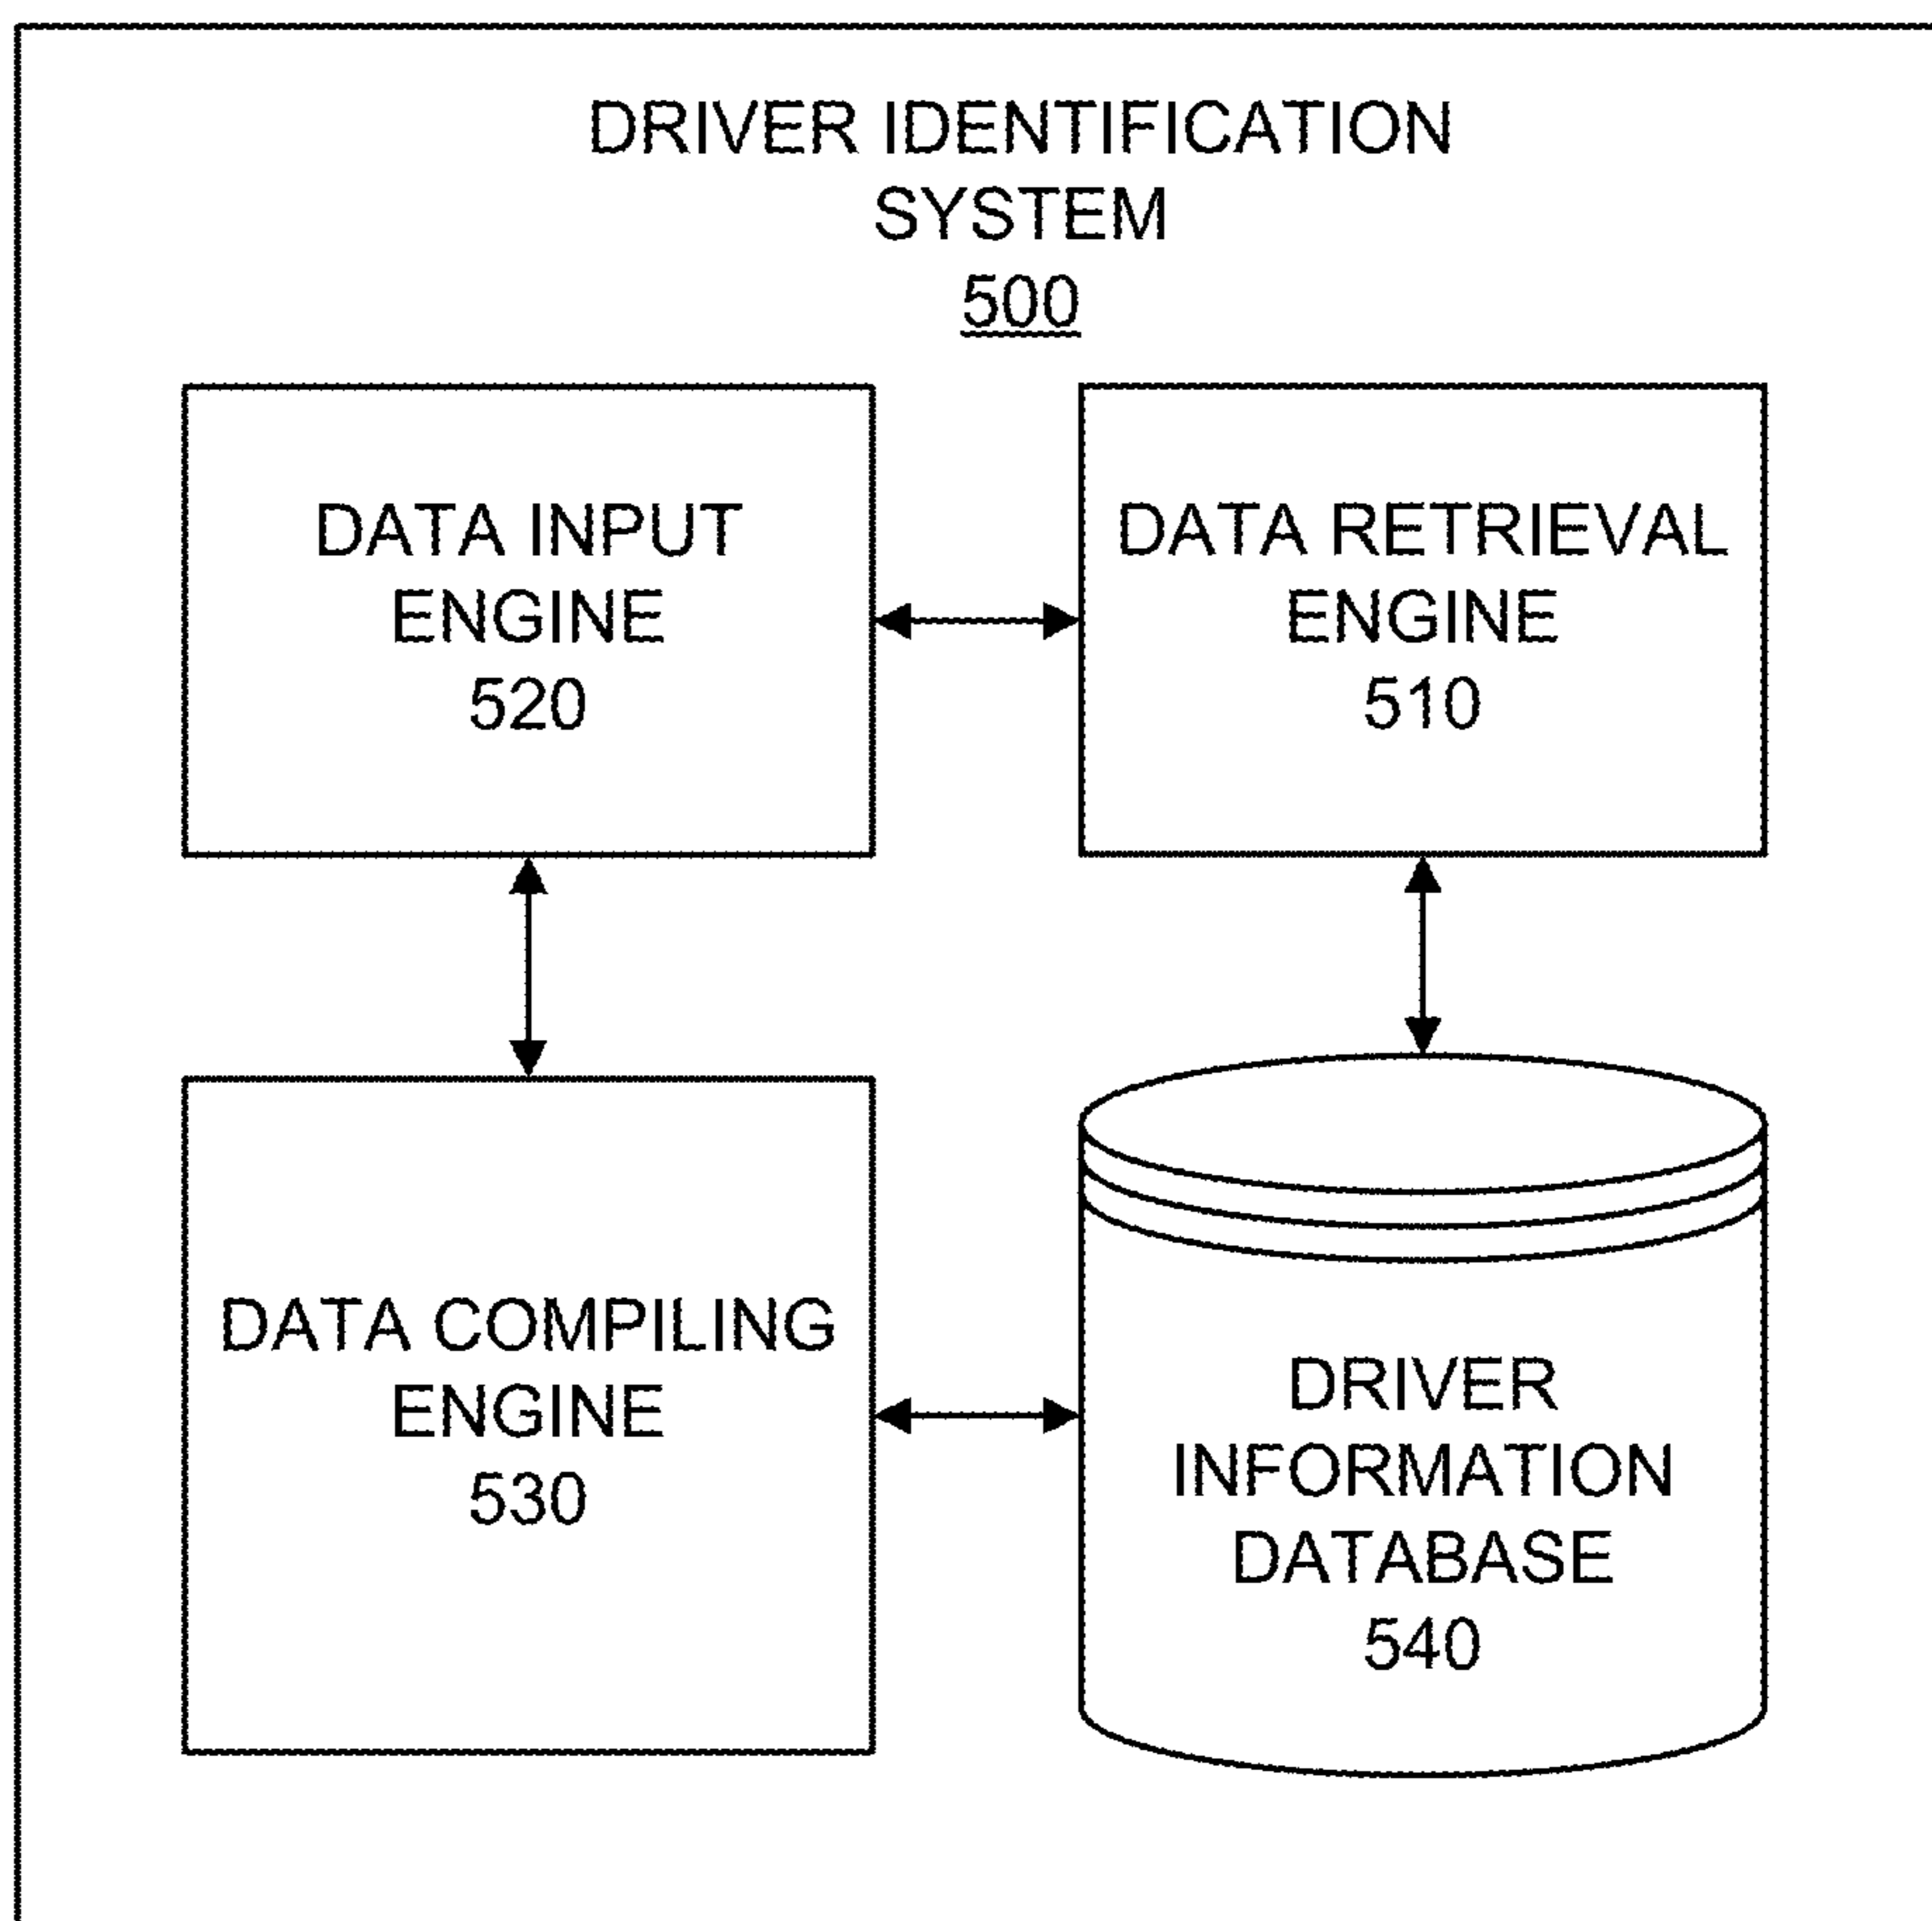 DRIVER IDENTIFICATION
SYSTEM
500
DATA INPUT
ENGINE
520
DATA RETRIEVAL
ENGINE
510
DATA COMPILING
ENGINE
530
DRIVER
INFORMATION
DATABASE
540